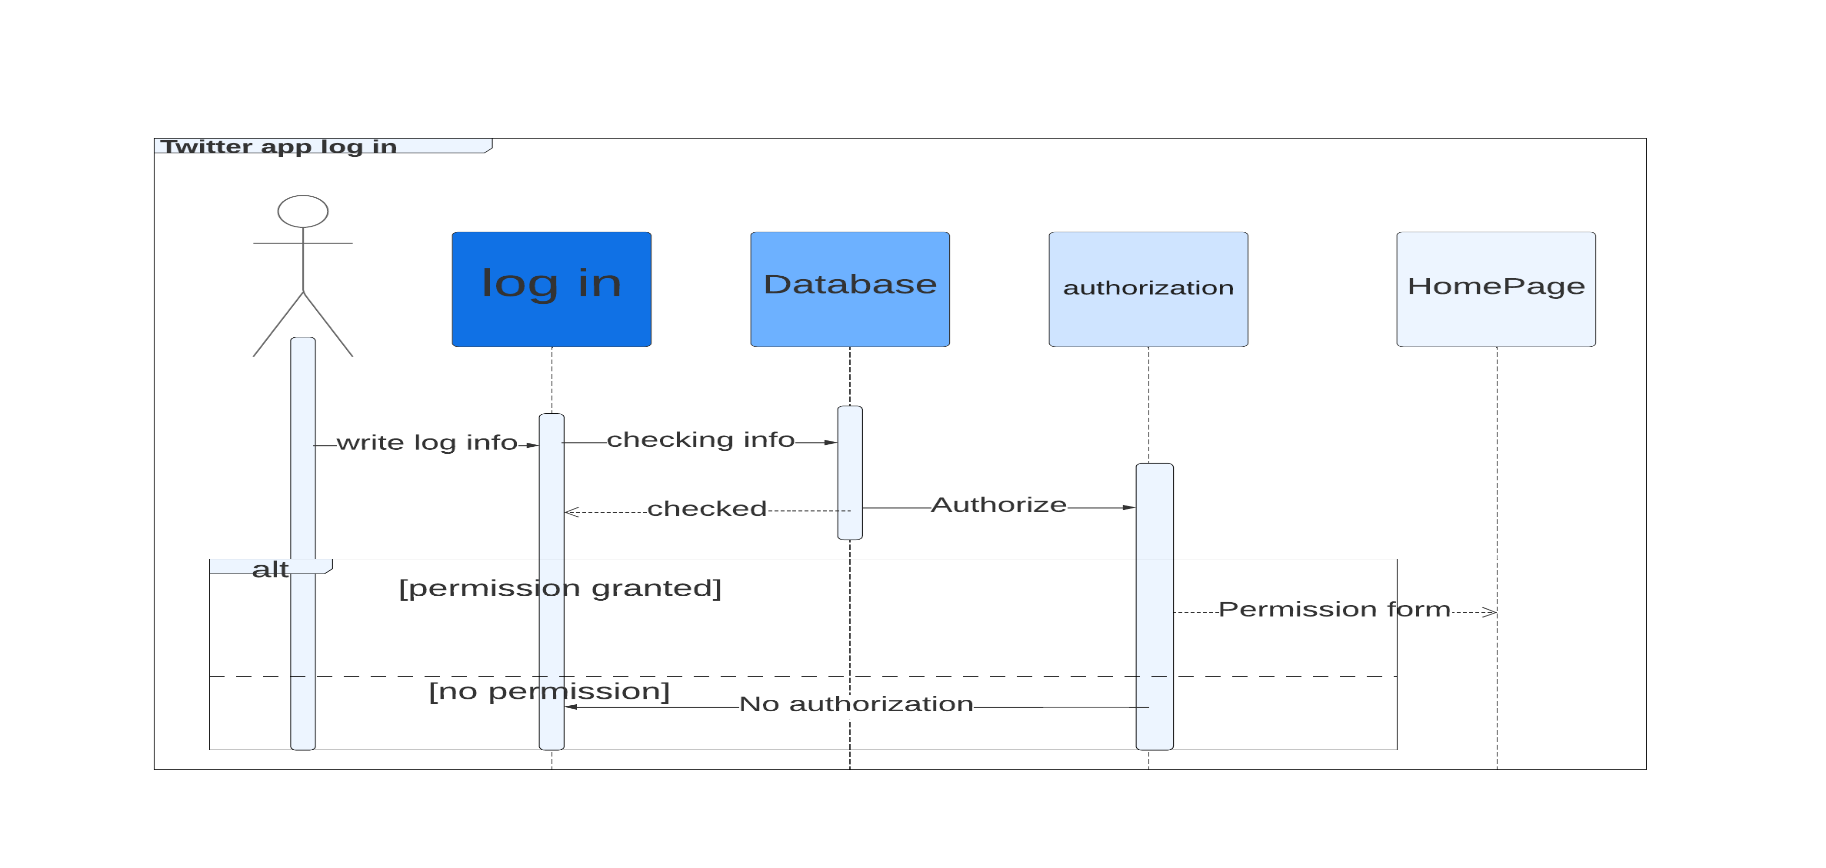 Twitter app log in
log in
Database
authorization
HomePage
write log info
checking info
checked
Authorize
alt
[permission granted]
Permission form
[no permission]
No authorization